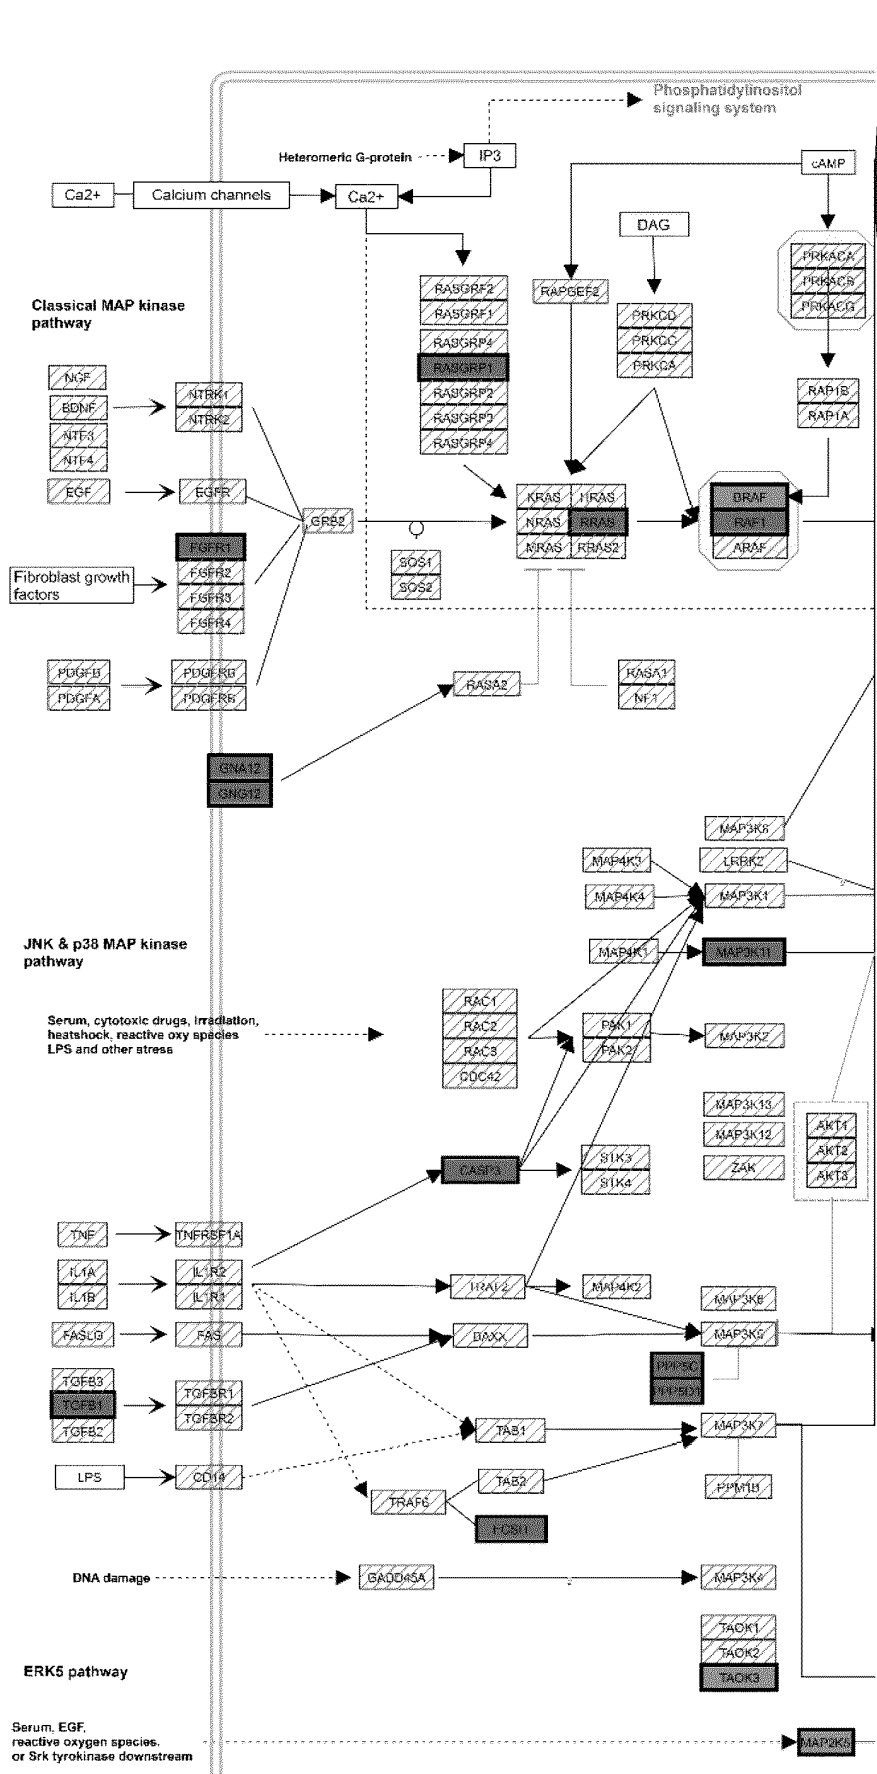 Phosphatidylinositol
signaling system
Heteromeric G-protein
IP3
cAMP
Ca2+
Calcium channels
Ca2+
DAG
PRKACA
PRKACB
PRKACG
RASGRF2
RASGRF1
RAPGEF2
Classical MAP kinase
pathway
PRKCD
PRKCG
PRKCA
RASGRP4
RASGRP1
RASGRP2
RASGRP3
RASGRP4
NGF
BDNF
NTF3
NTF4
NTRK1
NTRK2
RAP1B
RAP1A
EGF
EGFR
GRB2
KRAS
HRAS
NRAS
RRAS
MRAS
RRAS2
BRAF
RAF1
ARAF
FGFR1
FGFR2
FGFR3
FGFR4
Fibroblast growth
factors
SOS1
SOS2
PDGFB
PDGFA
PDGFRB
PDGFRB
RASA2
RASA1
NF1
GNA12
GNG12
MAP3K8
MAP4K3
LRRK2
MAP4K4
MAP3K1
JNK & p38 MAP kinase
pathway
MAP4K1
MAP3K11
Serum, cytotoxic drugs, irradiation,
heatshock, reactive oxy species
LPS and other stress
RAC1
RAC2
RAC3
CDC42
PAK1
PAK2
MAP3K2
MAP3K13
MAP3K12
ZAK
AKT1
AKT2
AKT3
CASP3
STK3
STK4
TNF
TNFRSF1A
IL1A
IL1B
IL1R2
IL1R1
TRAF2
MAP4K2
MAP3K6
FASLG
FAS
DAXX
MAP3K5
PPP5C
PPP5D1
TGFB3
TGFB1
TGFB2
TGFBR1
TGFBR2
TAB1
MAP3K7
LPS
CD14
TAB2
TRAF6
PPM1B
DNA damage
GADD45A
MAP3K4
TAOK1
TAOK2
TAOK3
ERK5 pathway
Serum, EGF,
reactive oxygen species.
or Srk tyrokinase downstream
MAP2K5